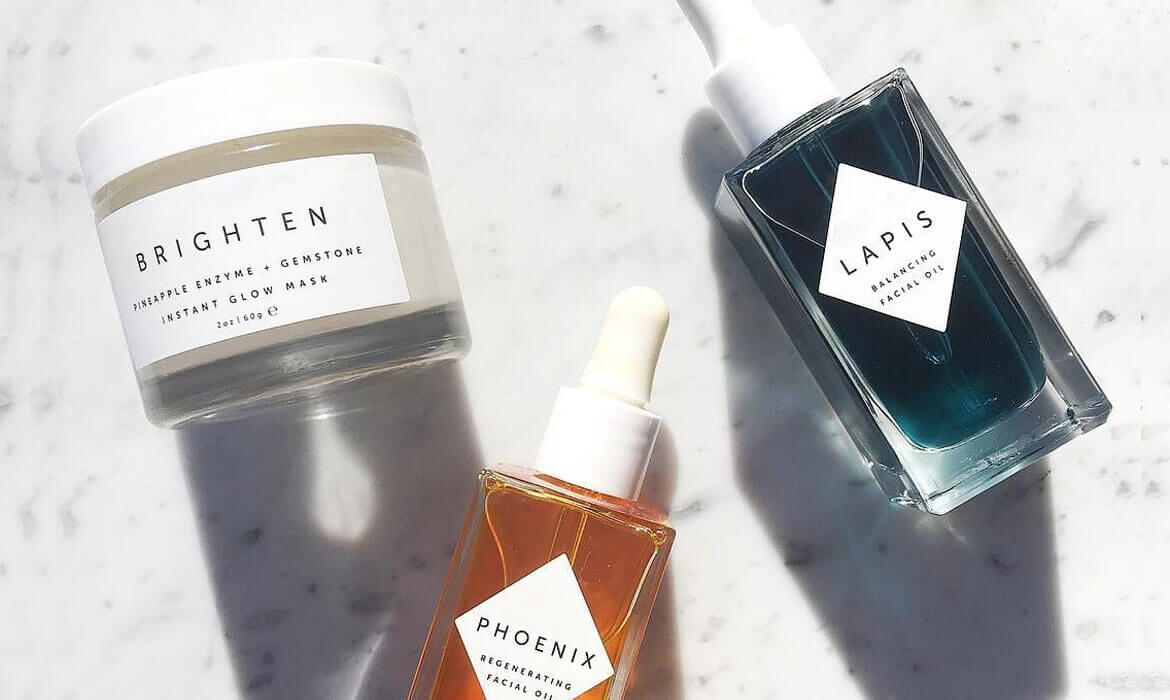 BRIGHTEN
PINEAPPLE ENZYME + GEMSTONE
INSTANT GLOW MASK
2oz | 60g ℮
LAPIS
BALANCING
FACIAL OIL
PHOENIX
REGENERATING
FACIAL OIL